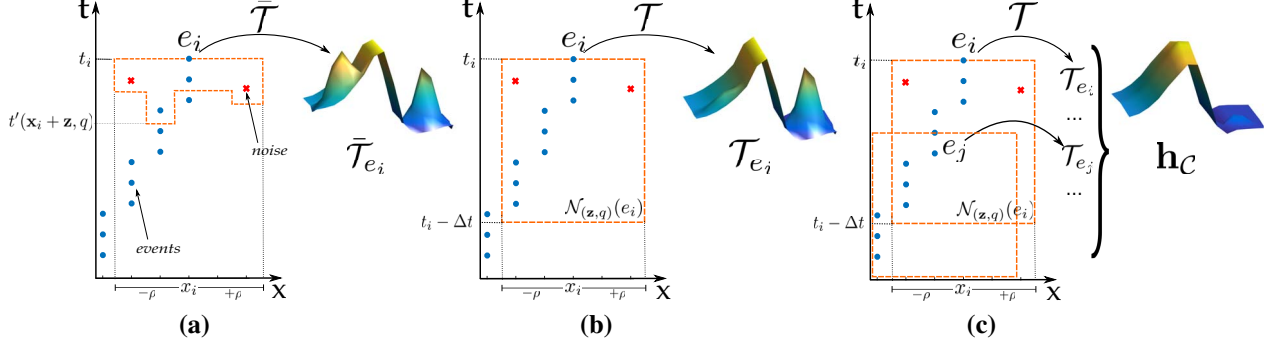 t
e_i
𝒯̄
t_i
t′(𝐱_i + 𝐳, q)
noise
𝒯̄_{e_i}
events
−ρ x_i +ρ
x
(a)
t
e_i
𝒯
t_i
𝒯_{e_i}
𝒩_{(𝐳,q)}(e_i)
t_i − Δt
−ρ x_i +ρ
x
(b)
t
e_i
𝒯
t_i
𝒯_{e_i}
...
e_j
𝒯_{e_j}
...
𝐡_𝒞
𝒩_{(𝐳,q)}(e_i)
t_i − Δt
−ρ x_i +ρ
x
(c)